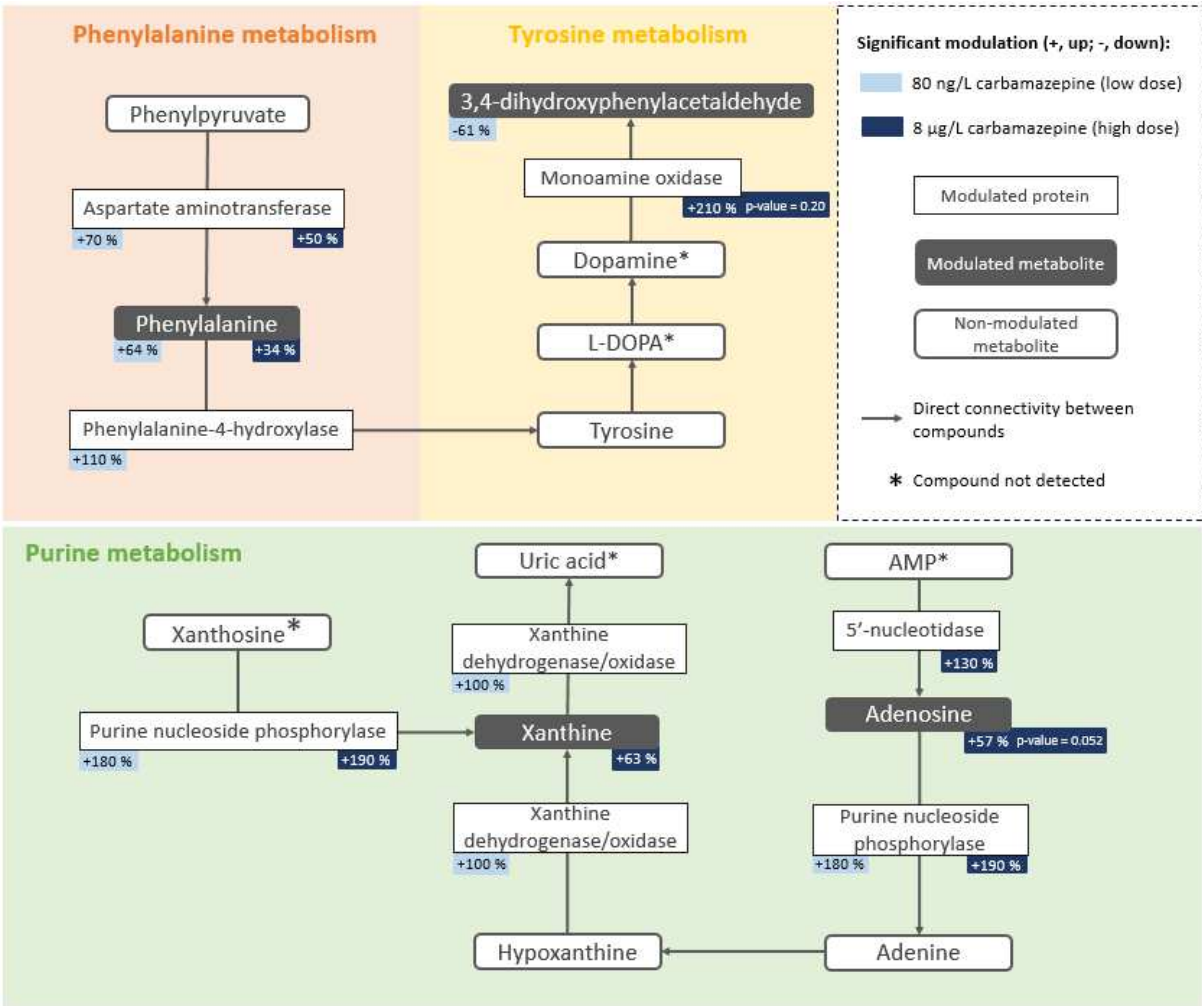 Phenylalanine metabolism
Phenylpyruvate
Aspartate aminotransferase
+70 %
+50 %
Phenylalanine
+64 %
+34 %
Phenylalanine-4-hydroxylase
+110 %
Tyrosine metabolism
3,4-dihydroxyphenylacetaldehyde
-61 %
Monoamine oxidase
+210 % p-value = 0.20
Dopamine*
L-DOPA*
Tyrosine
Significant modulation (+, up; -, down):
80 ng/L carbamazepine (low dose)
8 µg/L carbamazepine (high dose)
Modulated protein
Modulated metabolite
Non-modulated
metabolite
Direct connectivity between
compounds
* Compound not detected
Purine metabolism
Xanthosine*
Purine nucleoside phosphorylase
+180 %
+190 %
Uric acid*
Xanthine
dehydrogenase/oxidase
+100 %
Xanthine
+63 %
Xanthine
dehydrogenase/oxidase
+100 %
Hypoxanthine
AMP*
5′-nucleotidase
+130 %
Adenosine
+57 % p-value = 0.052
Purine nucleoside
phosphorylase
+180 %
+190 %
Adenine